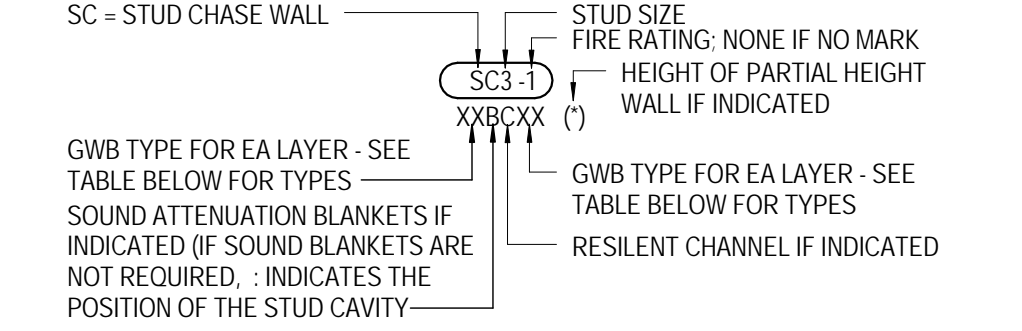 SC = STUD CHASE WALL
STUD SIZE
FIRE RATING; NONE IF NO MARK
SC3 -1
HEIGHT OF PARTIAL HEIGHT
WALL IF INDICATED
XXBCXX (*)
GWB TYPE FOR EA LAYER - SEE
TABLE BELOW FOR TYPES
GWB TYPE FOR EA LAYER - SEE
TABLE BELOW FOR TYPES
SOUND ATTENUATION BLANKETS IF
INDICATED (IF SOUND BLANKETS ARE
NOT REQUIRED, : INDICATES THE
POSITION OF THE STUD CAVITY
RESILENT CHANNEL IF INDICATED